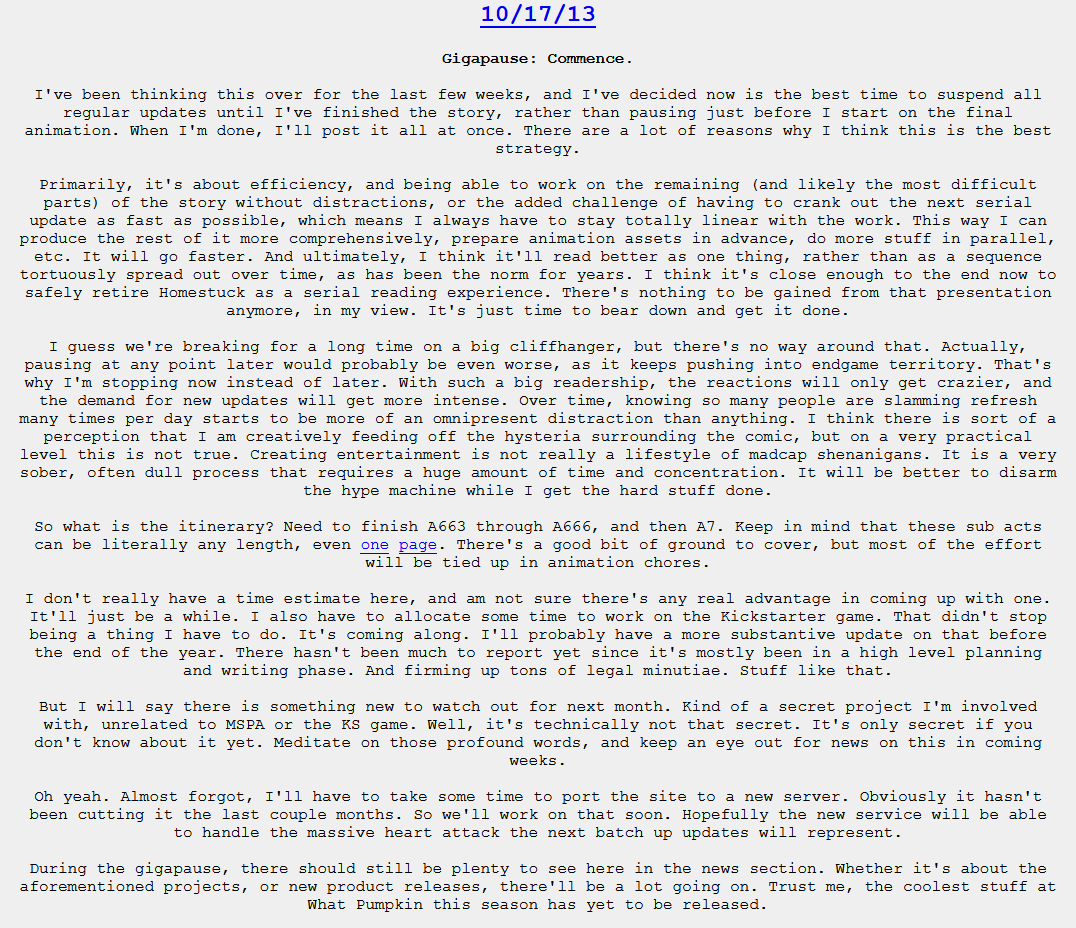 10/17/13
Gigapause: Commence.
I've been thinking this over for the last few weeks, and I've decided now is the best time to suspend all
regular updates until I've finished the story, rather than pausing just before I start on the final
animation. When I'm done, I'll post it all at once. There are a lot of reasons why I think this is the best
strategy.
Primarily, it's about efficiency, and being able to work on the remaining (and likely the most difficult
parts) of the story without distractions, or the added challenge of having to crank out the next serial
update as fast as possible, which means I always have to stay totally linear with the work. This way I can
produce the rest of it more comprehensively, prepare animation assets in advance, do more stuff in parallel,
etc. It will go faster. And ultimately, I think it'll read better as one thing, rather than as a sequence
tortuously spread out over time, as has been the norm for years. I think it's close enough to the end now to
safely retire Homestuck as a serial reading experience. There's nothing to be gained from that presentation
anymore, in my view. It's just time to bear down and get it done.
I guess we're breaking for a long time on a big cliffhanger, but there's no way around that. Actually,
pausing at any point later would probably be even worse, as it keeps pushing into endgame territory. That's
why I'm stopping now instead of later. With such a big readership, the reactions will only get crazier, and
the demand for new updates will get more intense. Over time, knowing so many people are slamming refresh
many times per day starts to be more of an omnipresent distraction than anything. I think there is sort of a
perception that I am creatively feeding off the hysteria surrounding the comic, but on a very practical
level this is not true. Creating entertainment is not really a lifestyle of madcap shenanigans. It is a very
sober, often dull process that requires a huge amount of time and concentration. It will be better to disarm
the hype machine while I get the hard stuff done.
So what is the itinerary? Need to finish A663 through A666, and then A7. Keep in mind that these sub acts
can be literally any length, even one page. There's a good bit of ground to cover, but most of the effort
will be tied up in animation chores.
I don't really have a time estimate here, and am not sure there's any real advantage in coming up with one.
It'll just be a while. I also have to allocate some time to work on the Kickstarter game. That didn't stop
being a thing I have to do. It's coming along. I'll probably have a more substantive update on that before
the end of the year. There hasn't been much to report yet since it's mostly been in a high level planning
and writing phase. And firming up tons of legal minutiae. Stuff like that.
But I will say there is something new to watch out for next month. Kind of a secret project I'm involved
with, unrelated to MSPA or the KS game. Well, it's technically not that secret. It's only secret if you
don't know about it yet. Meditate on those profound words, and keep an eye out for news on this in coming
weeks.
Oh yeah. Almost forgot, I'll have to take some time to port the site to a new server. Obviously it hasn't
been cutting it the last couple months. So we'll work on that soon. Hopefully the new service will be able
to handle the massive heart attack the next batch up updates will represent.
During the gigapause, there should still be plenty to see here in the news section. Whether it's about the
aforementioned projects, or new product releases, there'll be a lot going on. Trust me, the coolest stuff at
What Pumpkin this season has yet to be released.